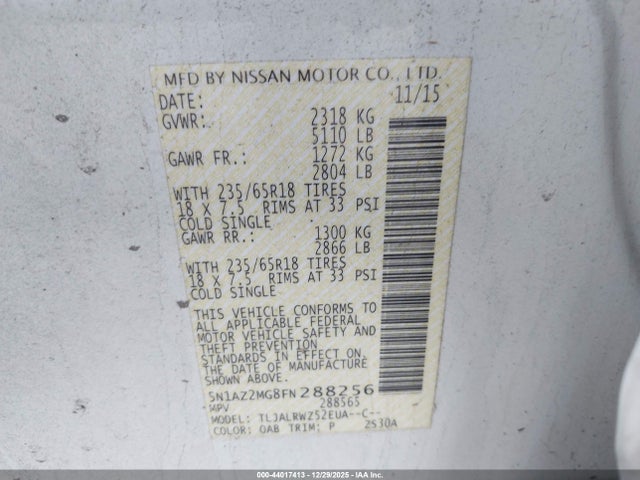 MFD BY NISSAN MOTOR CO., LTD.
DATE: 11/15
GVWR: 2318 KG
5110 LB
GAWR FR.: 1272 KG
2804 LB
WITH 235/65R18 TIRES
18 X 7.5 RIMS AT 33 PSI
COLD SINGLE
GAWR RR.: 1300 KG
2866 LB
WITH 235/65R18 TIRES
18 X 7.5 RIMS AT 33 PSI
COLD SINGLE
THIS VEHICLE CONFORMS TO
ALL APPLICABLE FEDERAL
MOTOR VEHICLE SAFETY AND
THEFT PREVENTION
STANDARDS IN EFFECT ON
THE DATE OF MANUFACTURE
SHOWN ABOVE.
5N1AZ2MG8FN288256
MPV 288565
MODEL: TLJALRWZ52EUA--C--
COLOR: QAB TRIM: P 2S30A
© - 44017413 - 12/29/2025 - IAA Inc.